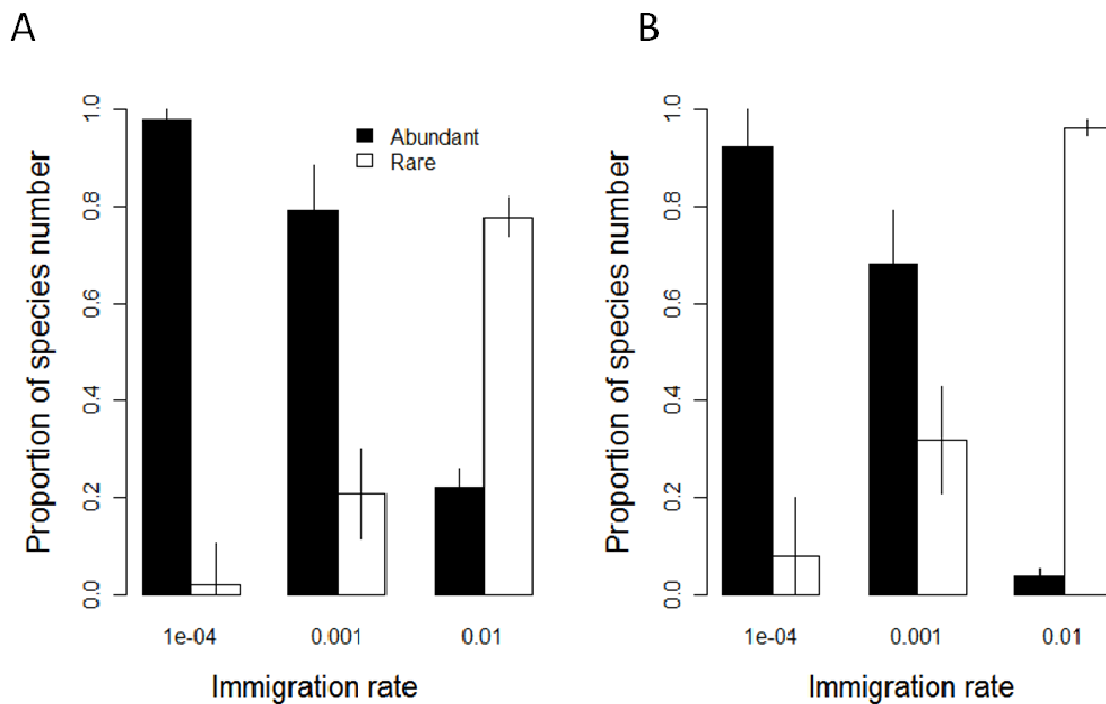 A
B
Proportion of species number
1.0
0.8
0.6
0.4
0.2
0.0
Abundant
Rare
1e-04
0.001
0.01
Immigration rate
Proportion of species number
1.0
0.8
0.6
0.4
0.2
0.0
1e-04
0.001
0.01
Immigration rate